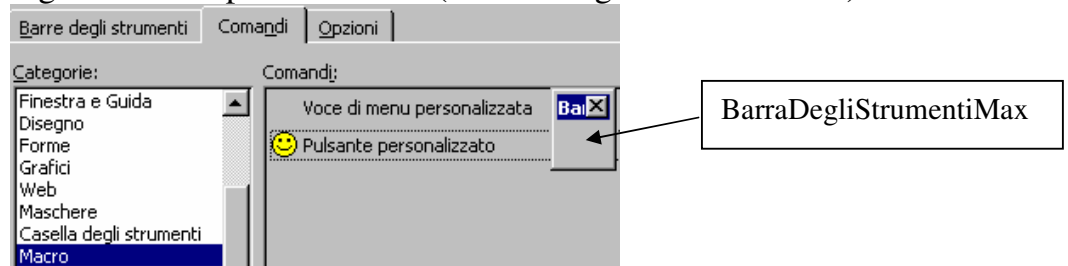 Barre degli strumenti Comandi Opzioni
Categorie: Comandi:
Finestra e Guida
Disegno
Forme
Grafici
Web
Maschere
Casella degli strumenti
Macro
Voce di menu personalizzata
Pulsante personalizzato
Bar
BarraDegliStrumentiMax